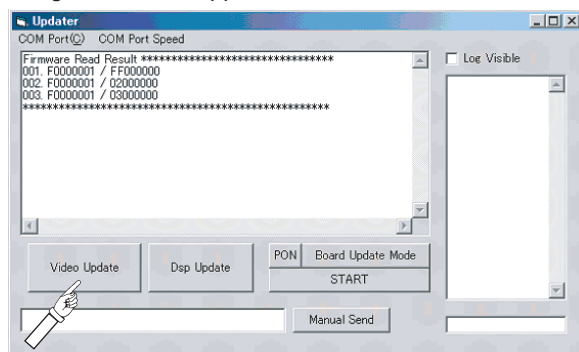 Updater
COM Port(C) COM Port Speed
Firmware Read Result ******************************
001. F0000001 / FF000000
002. F0000001 / 02000000
003. F0000001 / 03000000
***********************************************
Log Visible
Video Update
Dsp Update
PON
Board Update Mode
START
Manual Send